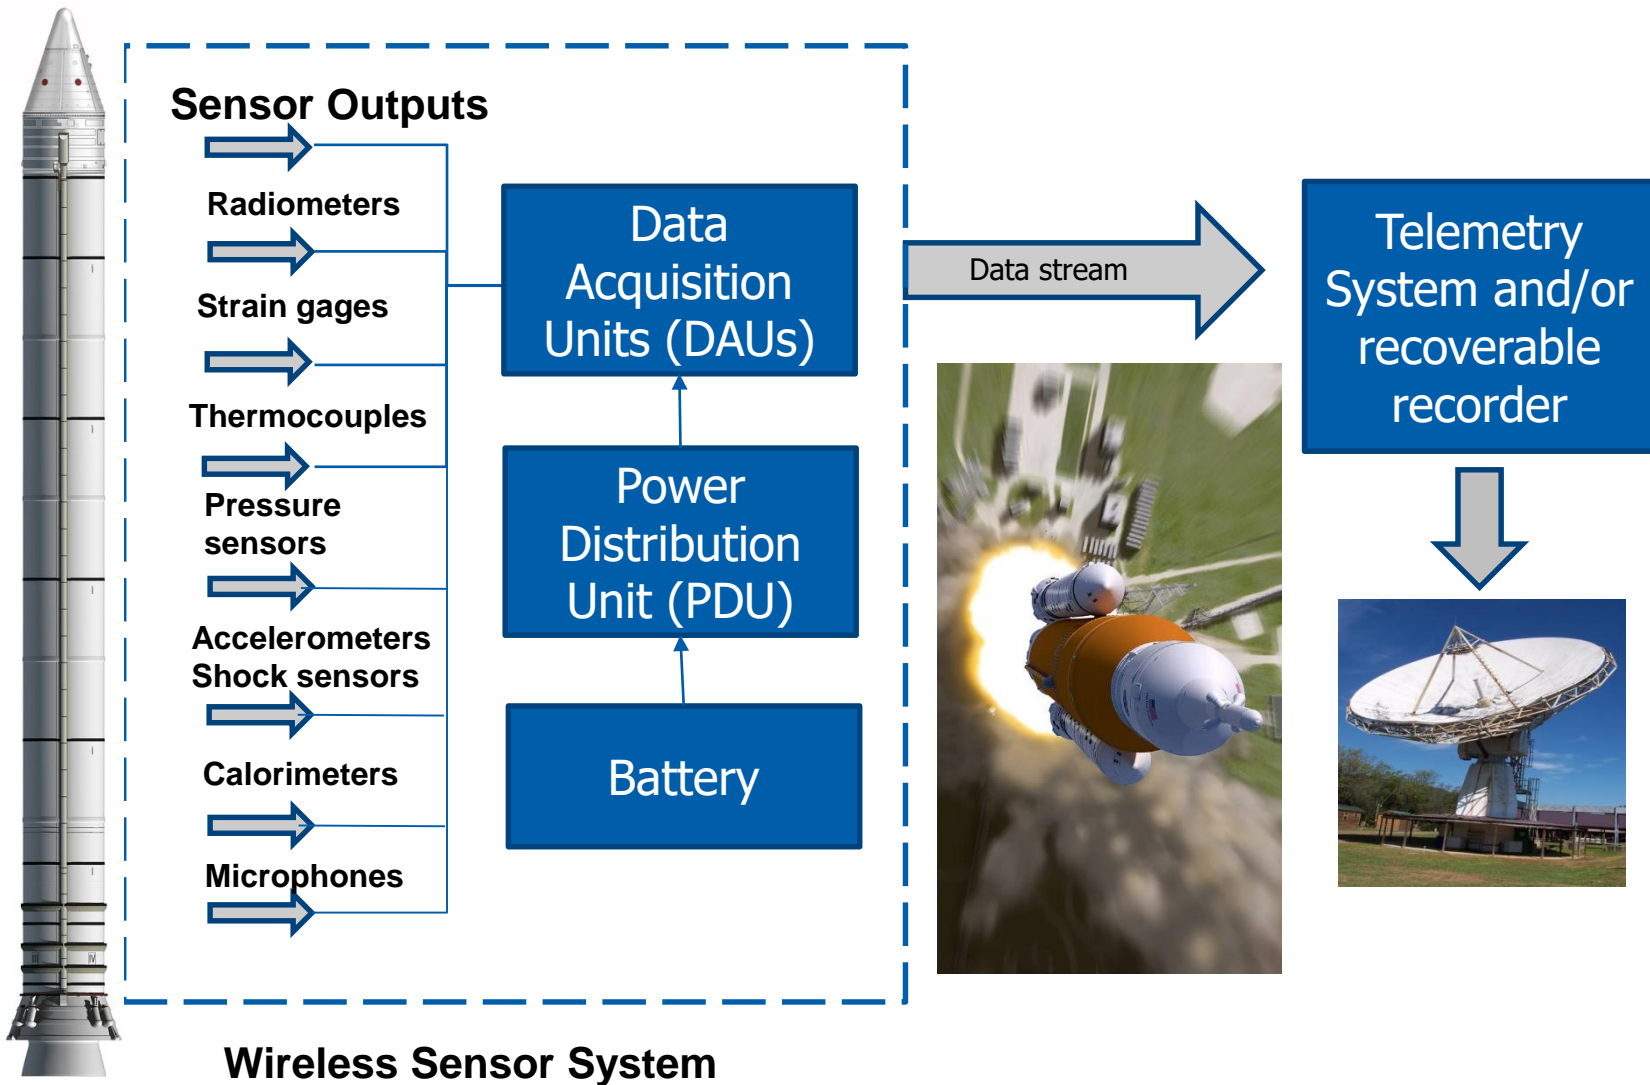 Sensor Outputs
Radiometers
Strain gages
Thermocouples
Pressure
sensors
Accelerometers
Shock sensors
Calorimeters
Microphones
Data
Acquisition
Units (DAUs)
Power
Distribution
Unit (PDU)
Battery
Data stream
Telemetry
System and/or
recoverable
recorder
Wireless Sensor System